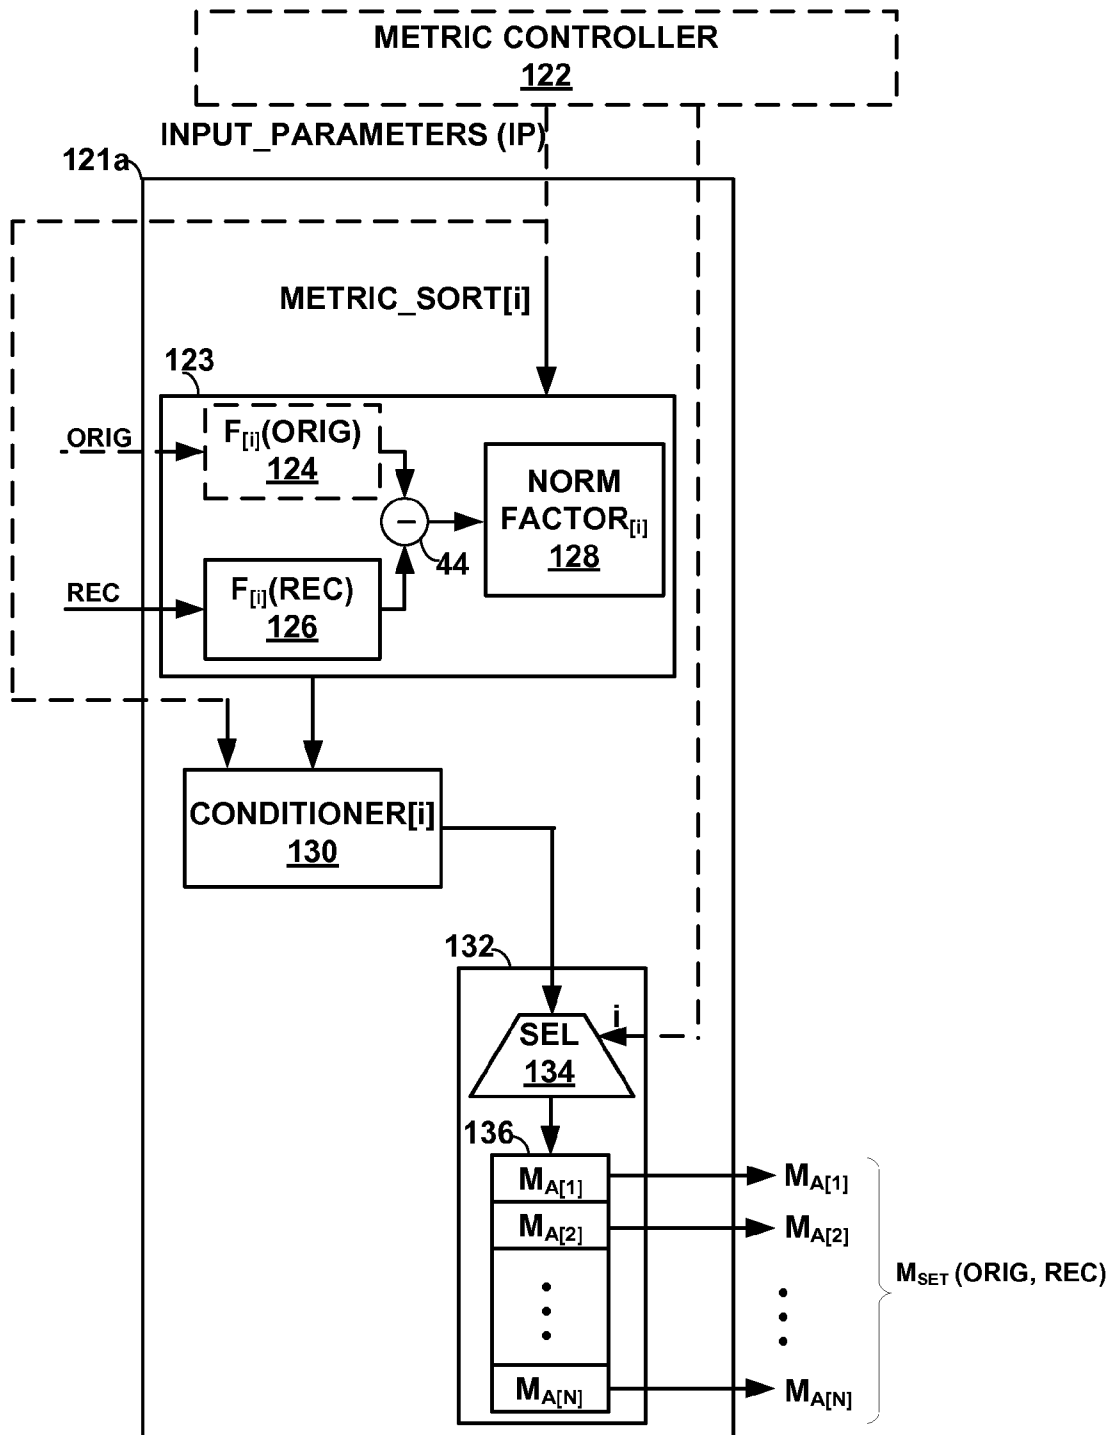 METRIC CONTROLLER
122
INPUT_PARAMETERS (IP)
121a
METRIC_SORT[i]
123
ORIG
F[i](ORIG)
124
NORM
FACTOR[i]
128
−
44
REC
F[i](REC)
126
CONDITIONER[i]
130
132
i
SEL
134
136
MA[1]
MA[1]
MA[2]
MA[2]
MSET (ORIG, REC)
MA[N]
MA[N]